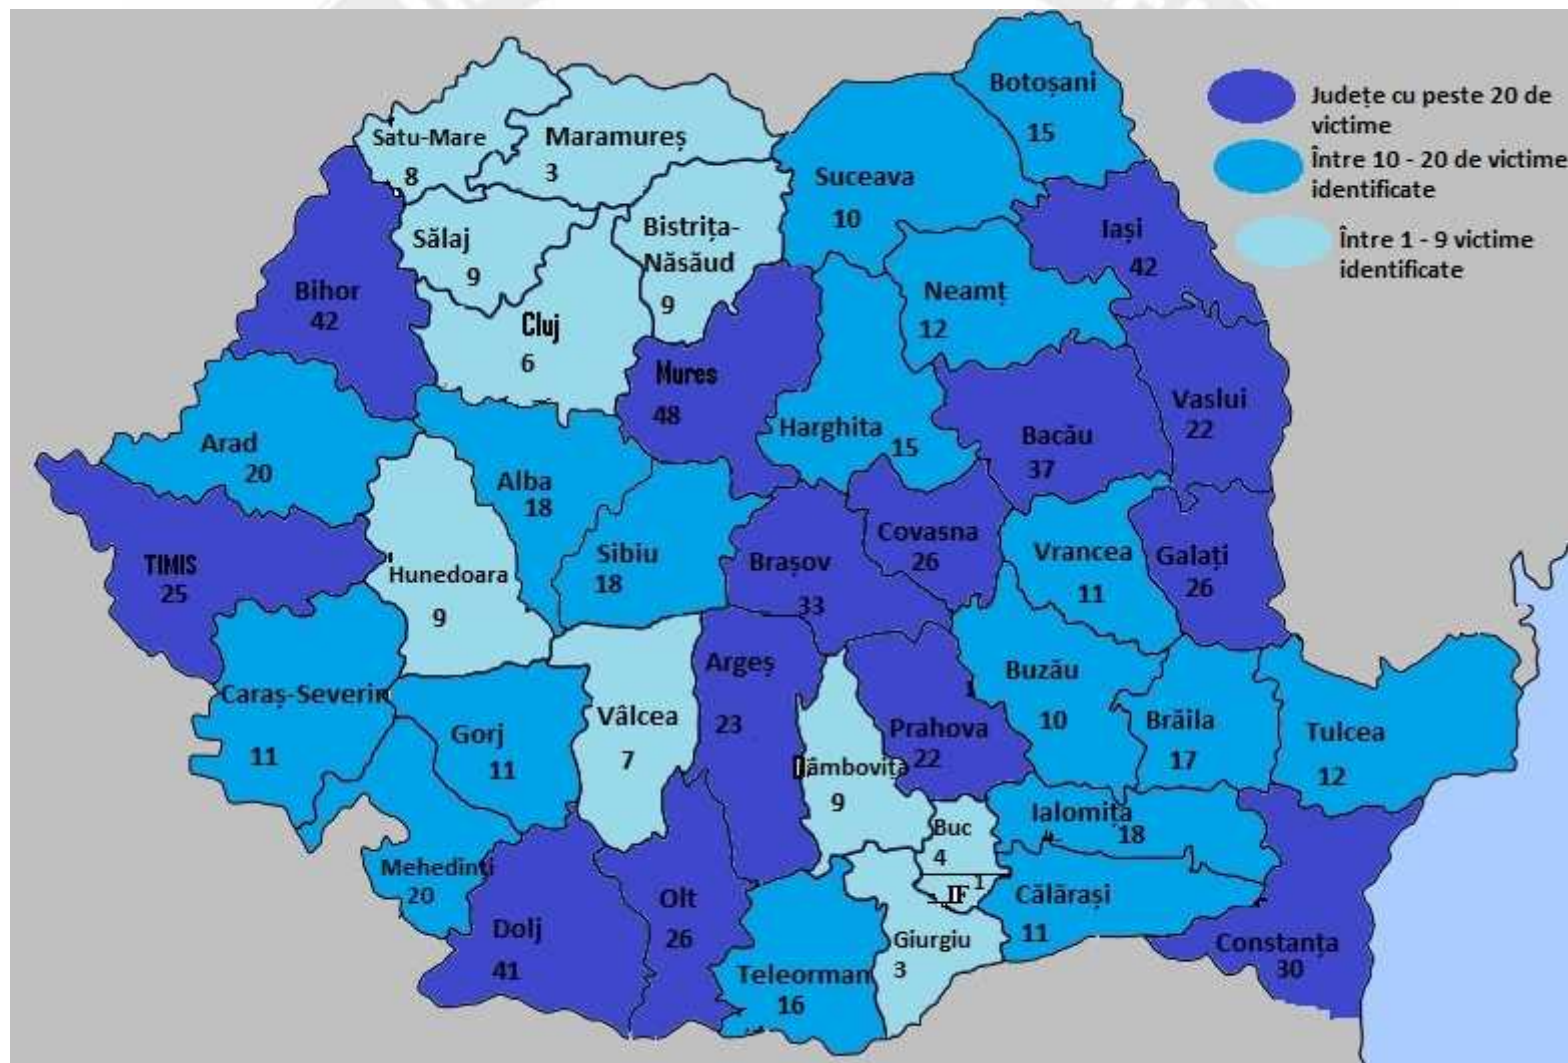 Botoșani
15
Județe cu peste 20 de
victime
Între 10 - 20 de victime
identificate
Între 1 - 9 victime
identificate
Satu-Mare
8
Maramureș
3
Suceava
10
Iași
42
Sălaj
9
Bistrița-
Năsăud
9
Bihor
42
Cluj
6
Neamț
12
Mures
48
Harghita
15
Bacău
37
Vaslui
22
Arad
20
Alba
18
Sibiu
18
Brașov
33
Covasna
26
Vrancea
11
Galați
26
TIMIS
25
Hunedoara
9
Caraș-Severin
11
Gorj
11
Vâlcea
7
Argeș
23
Dâmbovița
9
Prahova
22
Buzău
10
Brăila
17
Tulcea
12
Mehedinți
20
Dolj
41
Olt
26
Teleorman
16
Buc
4
1
IF
Giurgiu
3
Ialomița
18
Călărași
11
Constanța
30